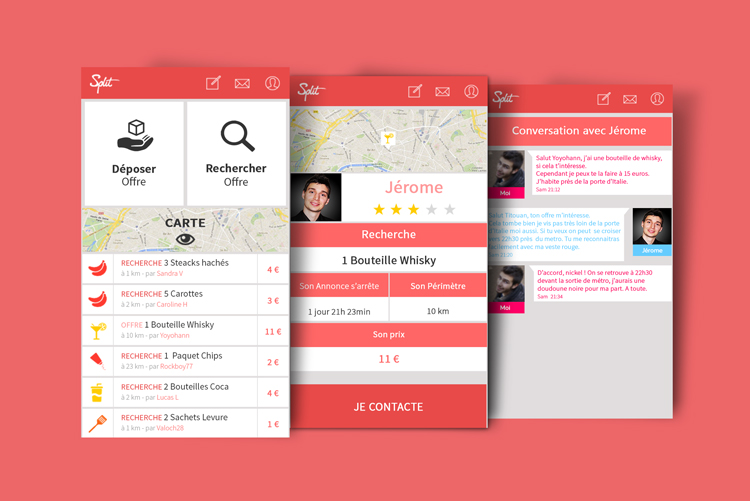 Split
Déposer
Offre
Rechercher
Offre
CARTE
RECHERCHE 3 Steacks hachés
à 1 km - par Sandra V
4 €
RECHERCHE 5 Carottes
à 2 km - par Caroline H
3 €
OFFRE 1 Bouteille Whisky
à 10 km - par Yoyohann
11 €
RECHERCHE 1 Paquet Chips
à 23 km - par Rockboy77
2 €
RECHERCHE 2 Bouteilles Coca
à 2 km - par Lucas L
4 €
RECHERCHE 2 Sachets Levure
à 1 km - par Valoch28
1 €
Split
Jérome
Recherche
1 Bouteille Whisky
Son Annonce s'arrête
Son Périmètre
1 jour 21h 23min
10 km
Son prix
11 €
JE CONTACTE
Split
Conversation avec Jérome
Salut Yoyohann, j'ai une bouteille de whisky,
si cela t'intéresse.
Cependant je peux te la faire à 15 euros.
J'habite près de la porte d'Italie.
Sam 21:12
Moi
Salut Titouan, ton offre m'intéresse.
Cela tombe bien je vis pas très loin de la porte
d'Italie moi aussi. Si tu veux on peut se croiser
vers 22h30 près du metro. Tu me reconnaitras
facilement avec ma veste rouge.
Jérome
D'accord, nickel ! On se retrouve à 22h30
devant la sortie de métro, j'aurais une
doudoune noire pour ma part. A toute.
Sam 21:34
Moi